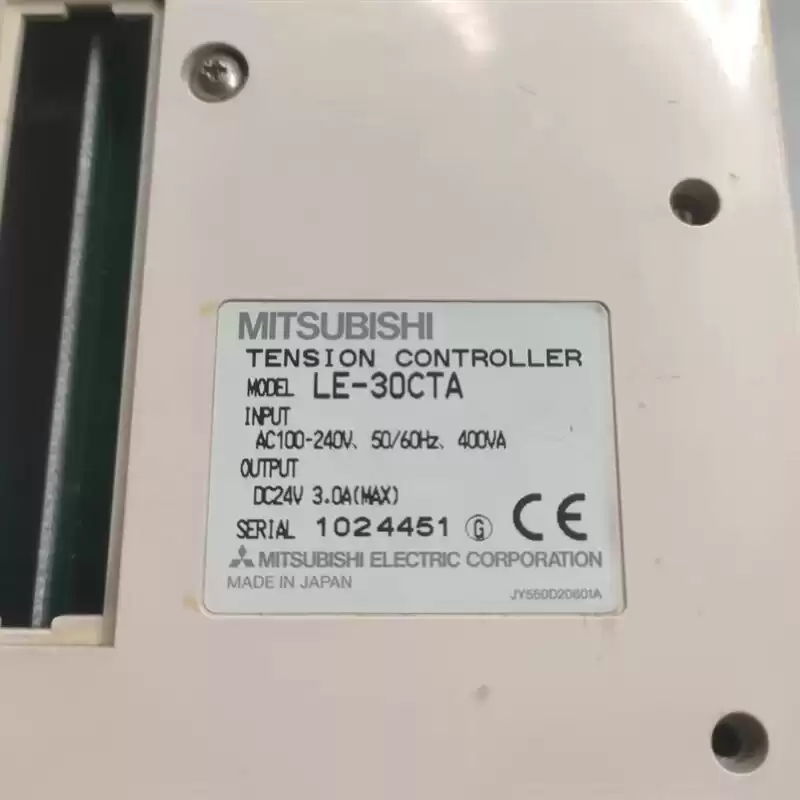 MITSUBISHI
TENSION CONTROLLER
MODEL LE-30CTA
INPUT
AC100-240V、50/60Hz、400VA
OUTPUT
DC24V 3.0A(MAX)
SERIAL 1024451 G CE
MITSUBISHI ELECTRIC CORPORATION
MADE IN JAPAN
JY550D20601A